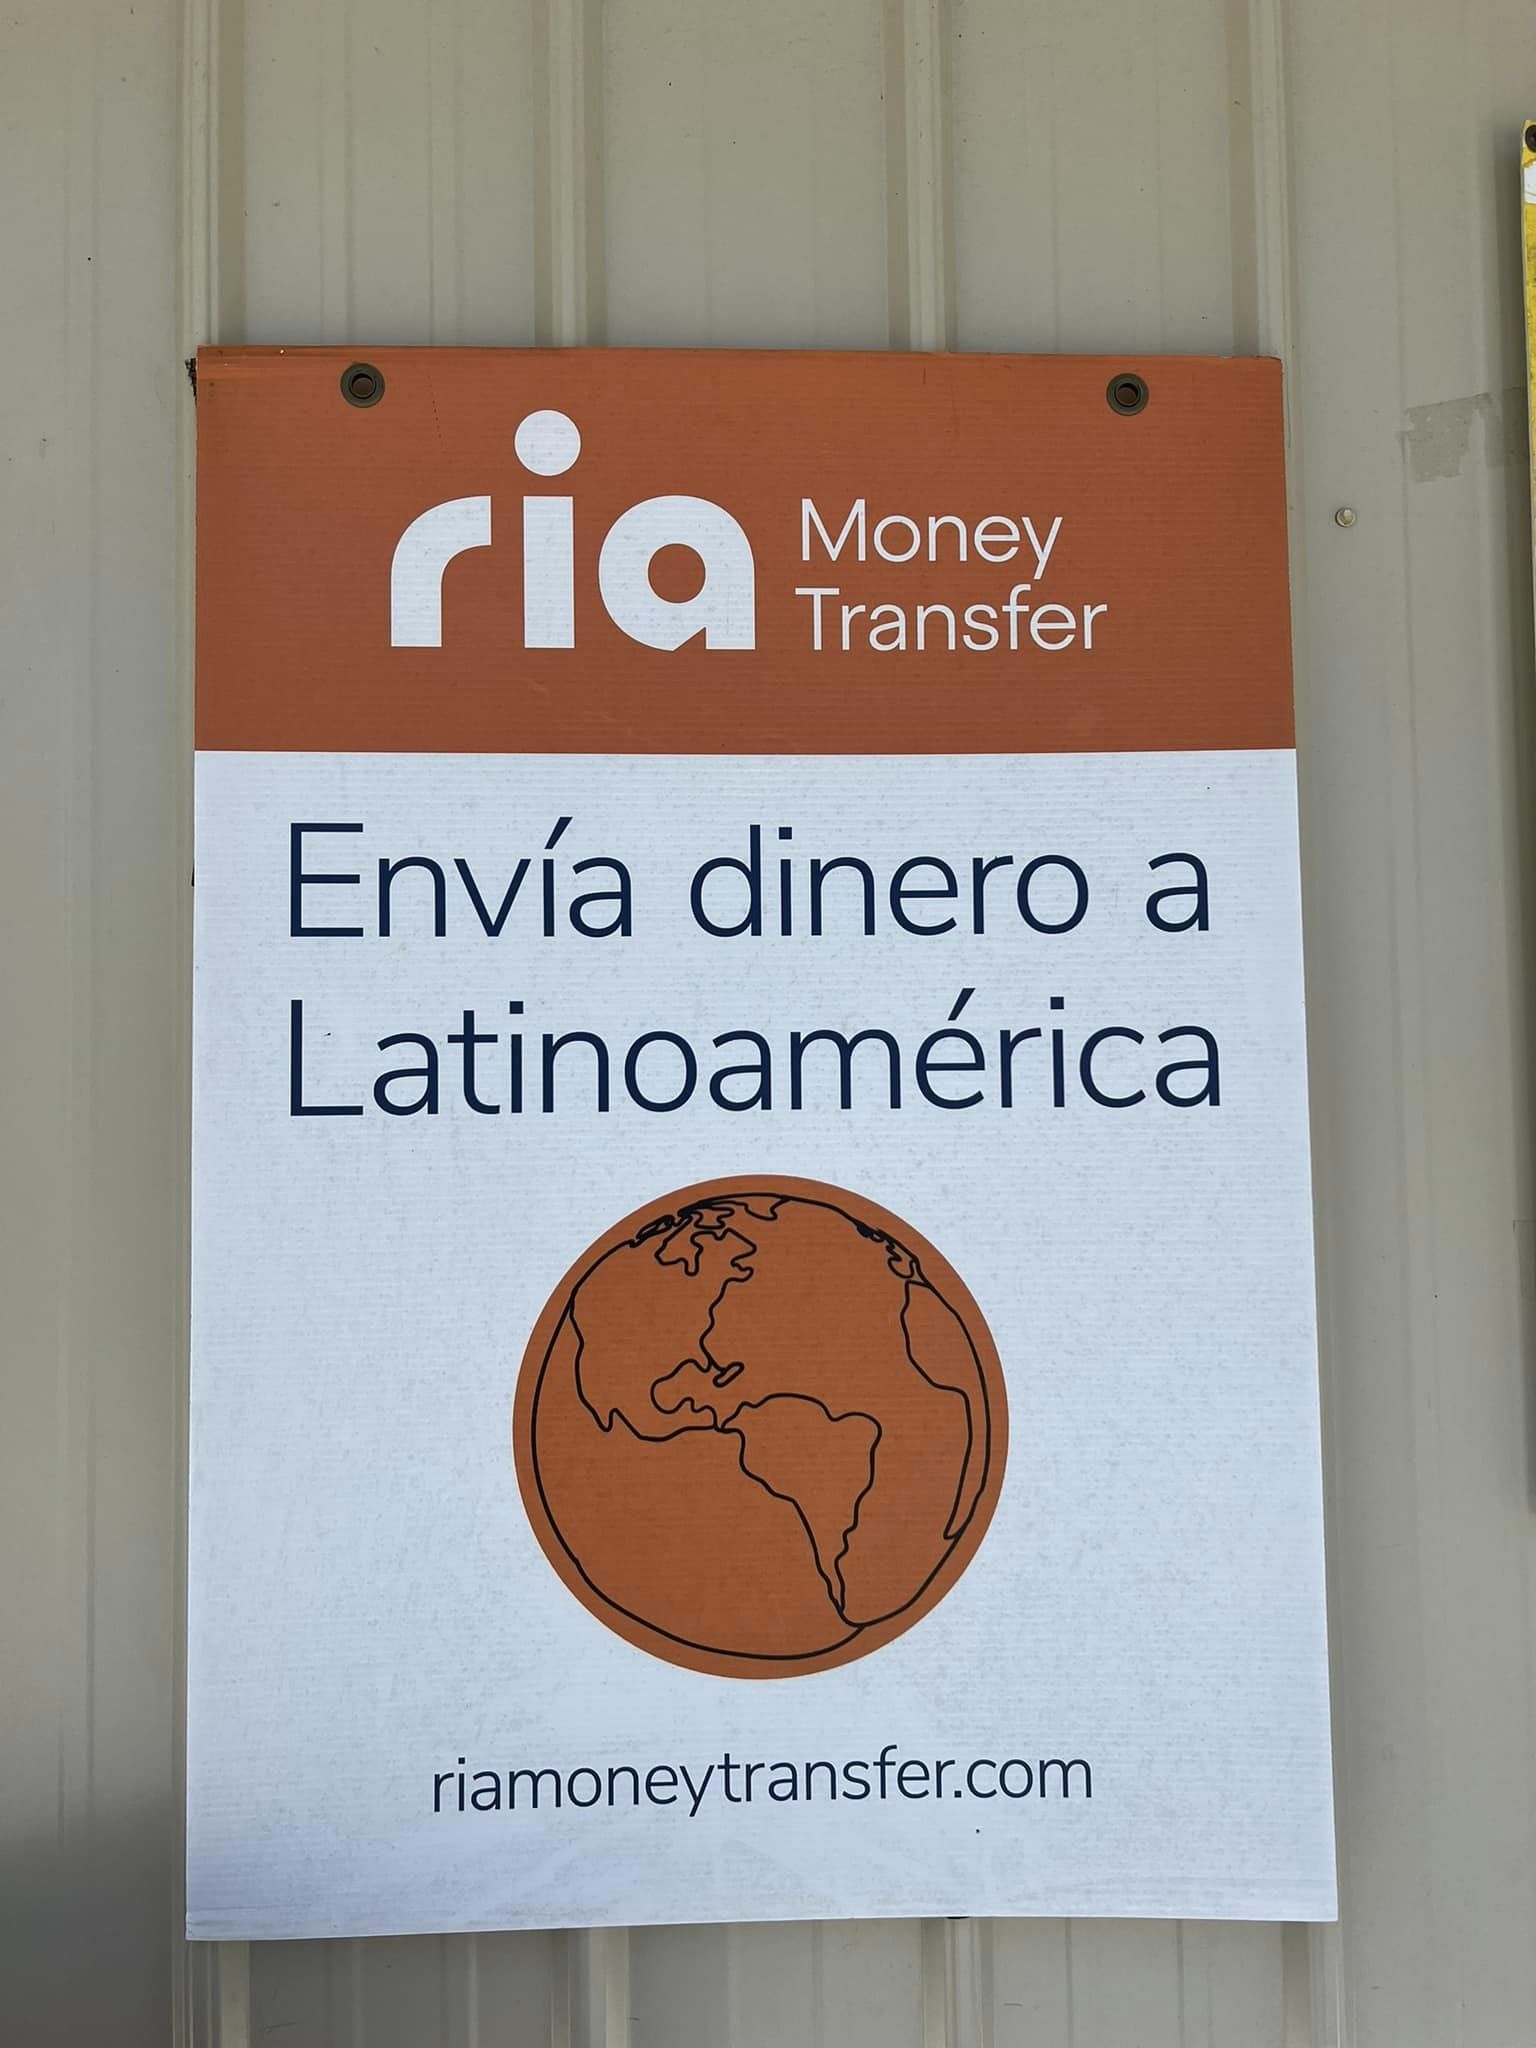 ria Money
Transfer
Envía dinero a
Latinoamérica
riamoneytransfer.com